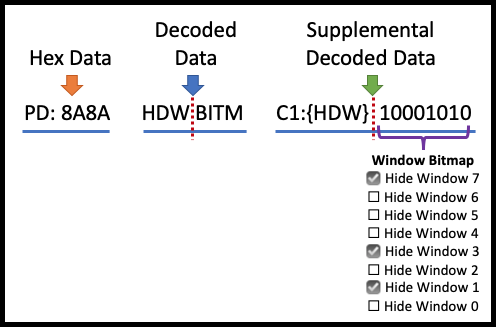 Hex Data
Decoded
Data
Supplemental
Decoded Data
PD: 8A8A
HDW BITM
C1:{HDW} 10001010
Window Bitmap
Hide Window 7
Hide Window 6
Hide Window 5
Hide Window 4
Hide Window 3
Hide Window 2
Hide Window 1
Hide Window 0